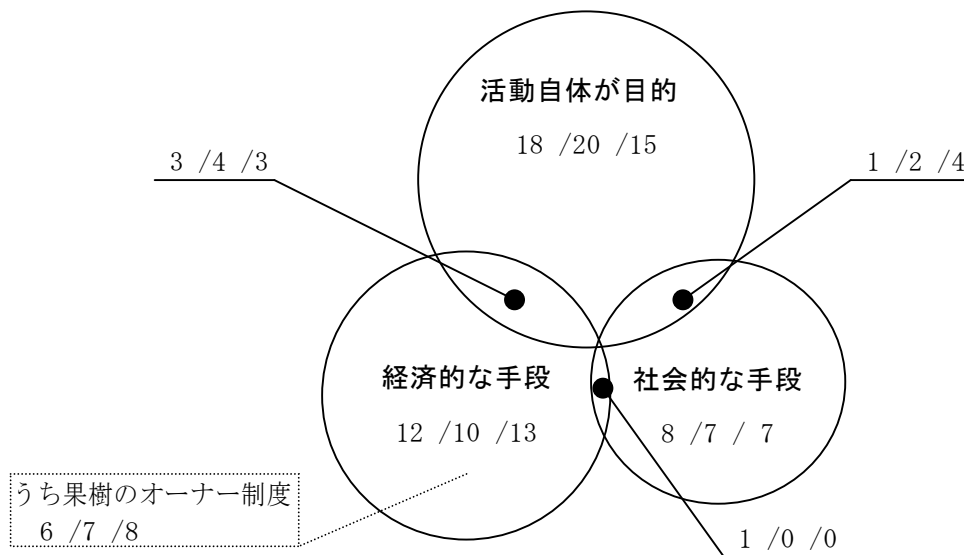 活動自体が目的
18 /20 /15
3 /4 /3
1 /2 /4
経済的な手段
12 /10 /13
社会的な手段
8 /7 / 7
うち果樹のオーナー制度
6 /7 /8
1 /0 /0